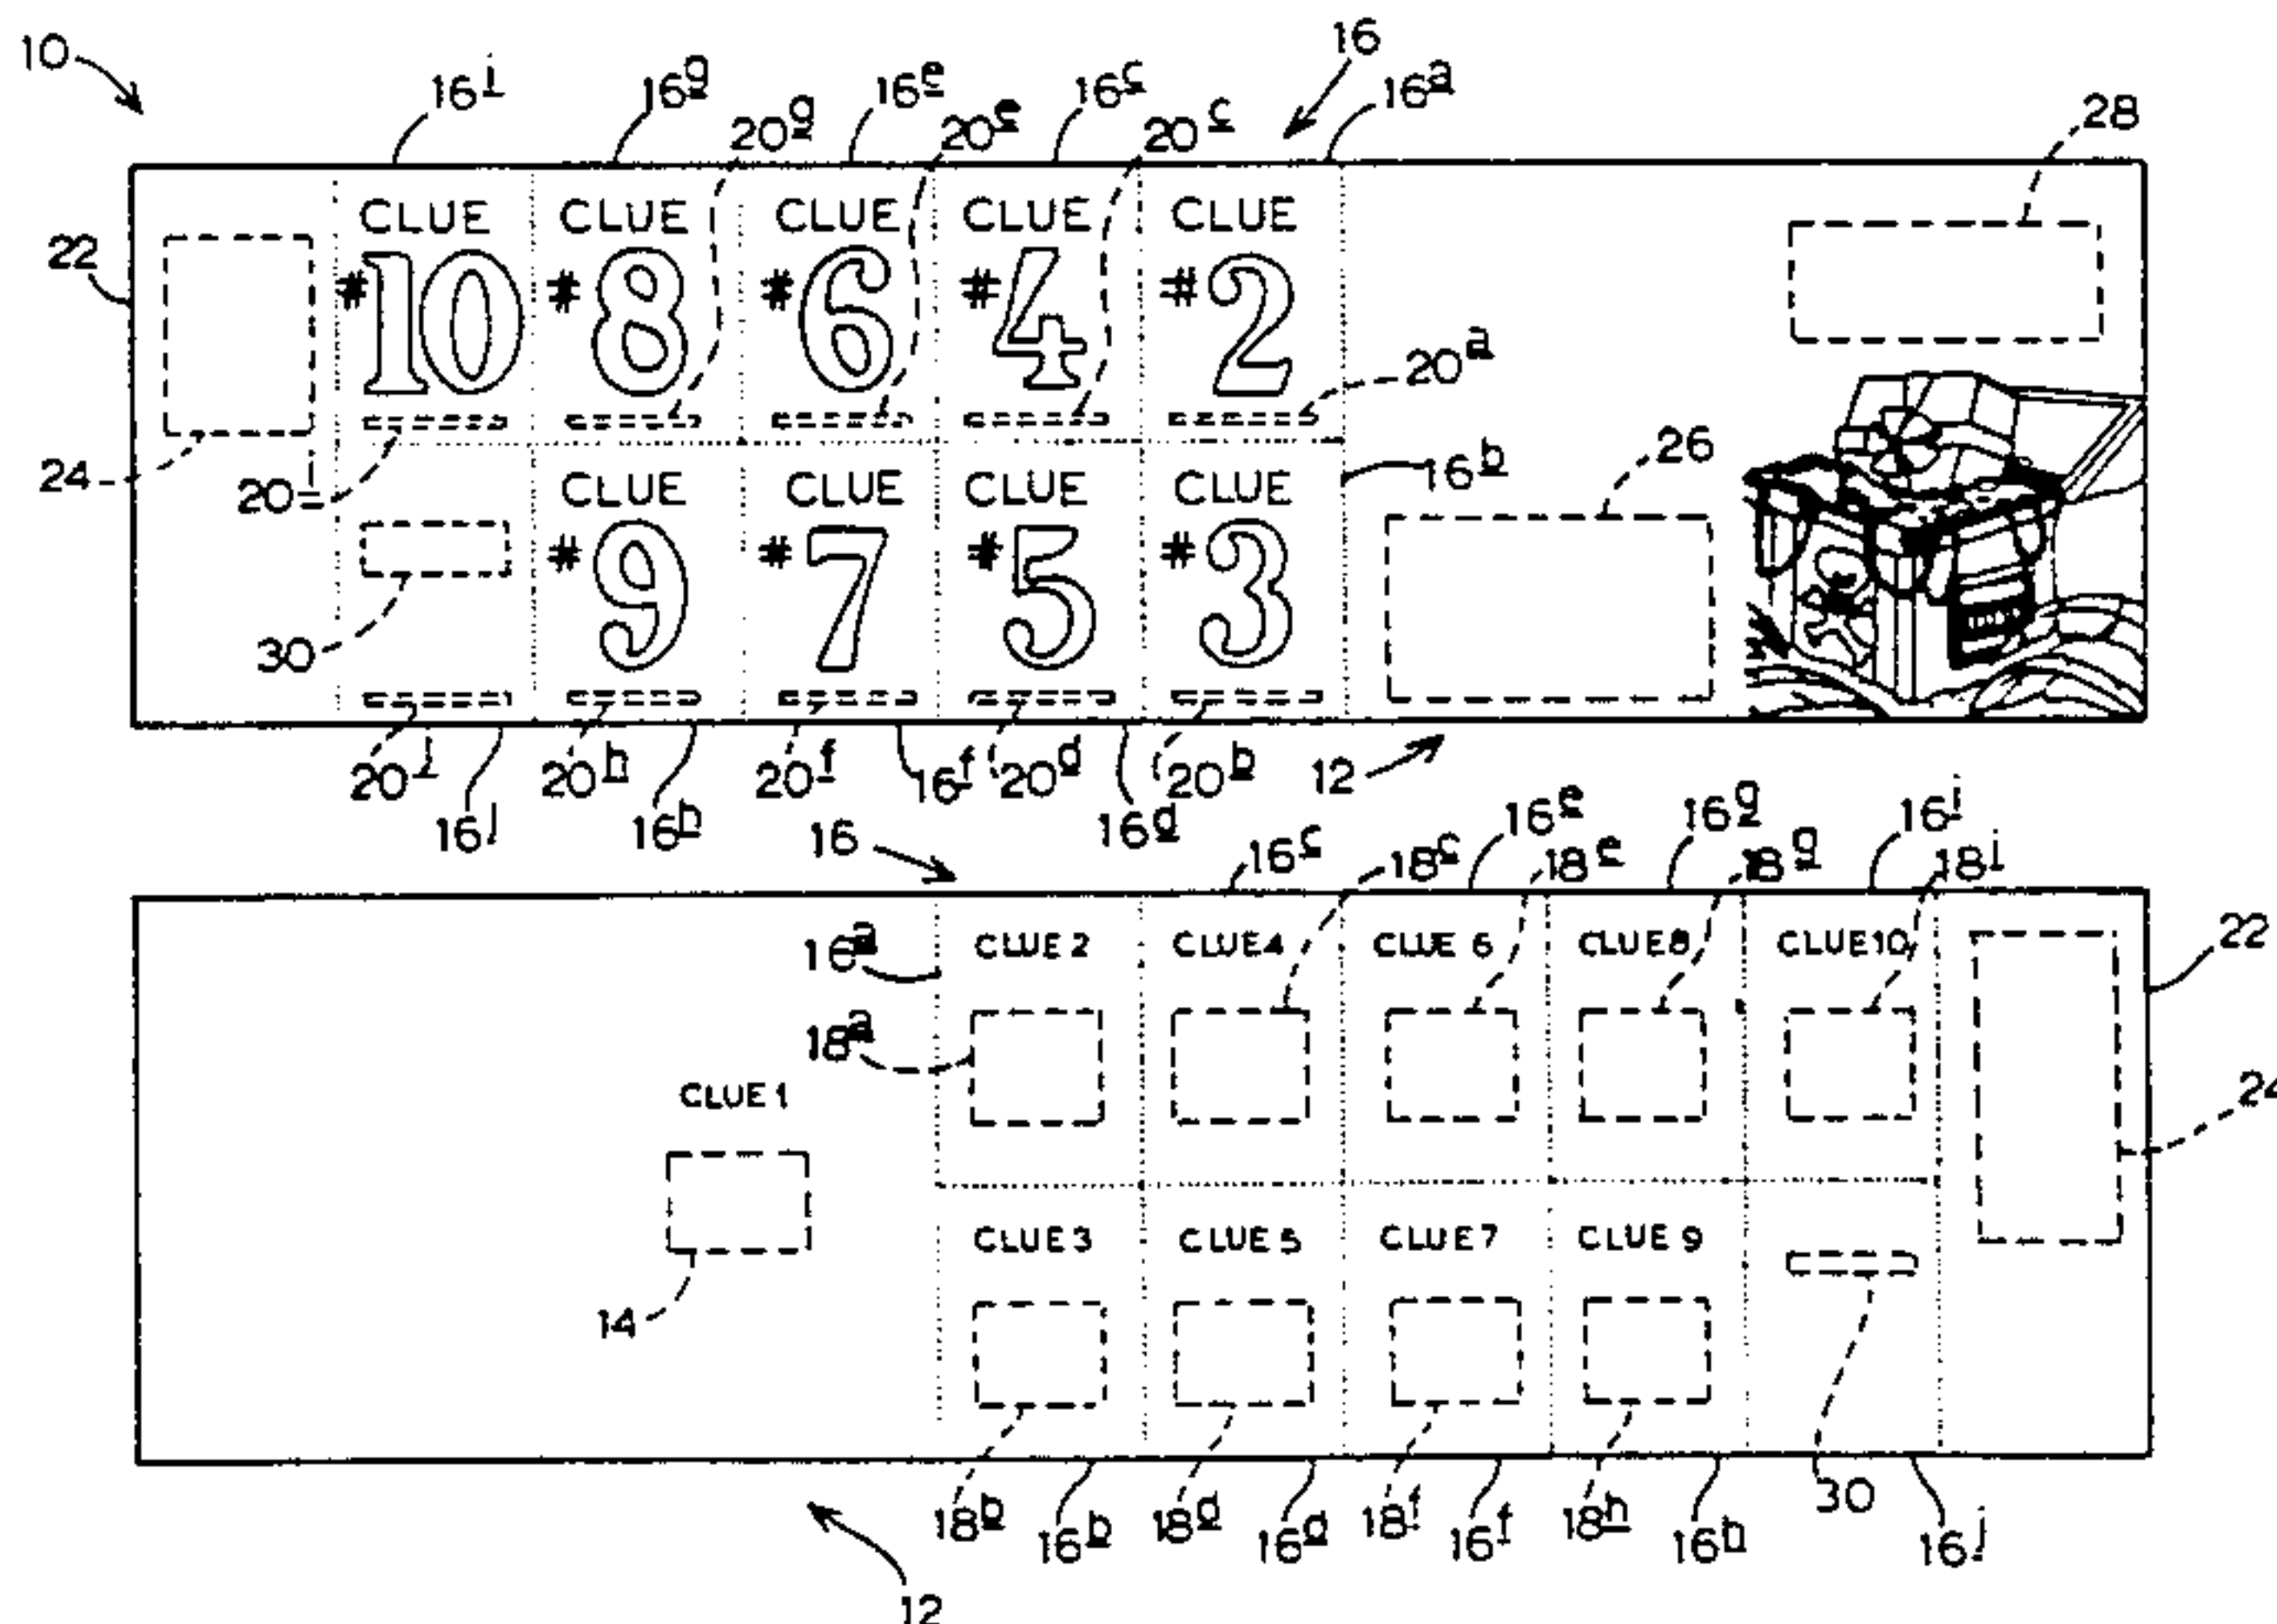 10 16
16i 16g 16e 16c 16a
20g 20e 20c 28
CLUE CLUE CLUE CLUE CLUE
22
#10 #8 #6 #4 #2
20a
24 20i 26
16b
CLUE CLUE CLUE CLUE
#9 #7 #5 #3
30
20j 20h 20f 16f 20d 20b 12
16j 16h 16d
16 16c 16e 16g 16i
18c 18e 18g 18i
16a CLUE 2 CLUE 4 CLUE 6 CLUE 8 CLUE 10 22
18a
CLUE 1 24
CLUE 3 CLUE 5 CLUE 7 CLUE 9
14
18b 16b 18d 16d 18f 16f 18h 16h 30 16j
12